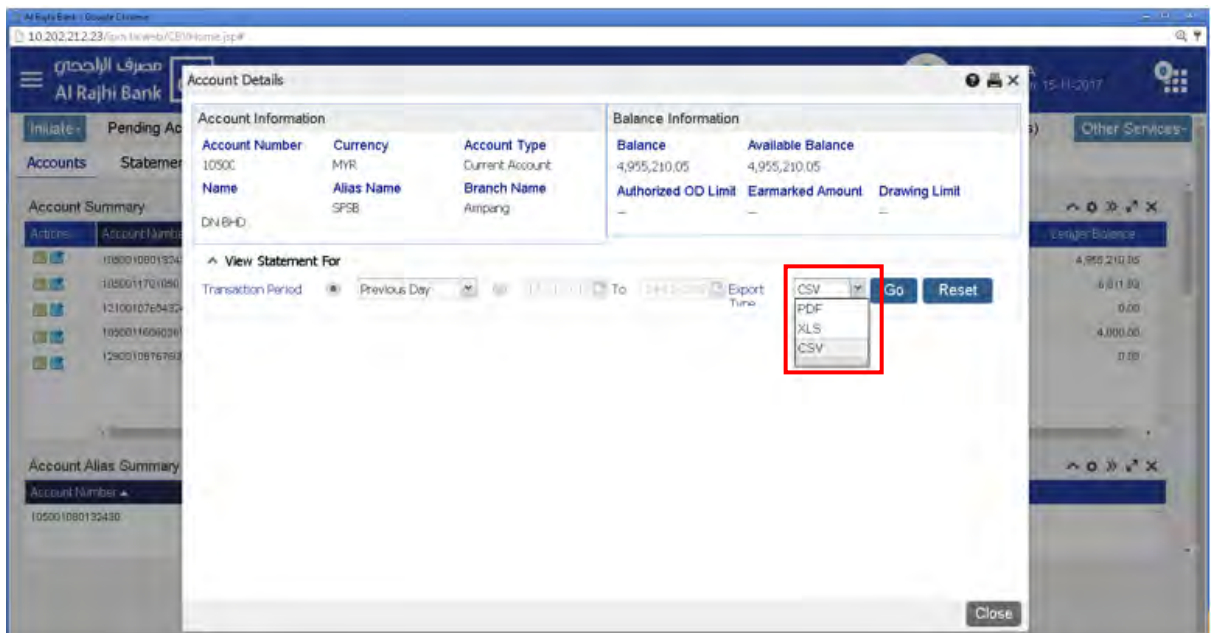 Al Rajhi Bank - Google Chrome
10.202.212.23
مصرف الراجحي
Al Rajhi Bank
15-11-2017
Initiate
Pending Ac
Other Services
Accounts
Statemen
Account Summary
Actions
Account Numbe
Ledger Balance
4,955,210.05
0.00
4,000.00
0.00
Account Alias Summary
Account Number
105001080132430
Account Details
Account Information
Account Number Currency Account Type
1050C MYR Current Account
Name Alias Name Branch Name
SPSB Ampang
DN BHD
Balance Information
Balance Available Balance
4,955,210.05 4,955,210.05
Authorized OD Limit Earmarked Amount Drawing Limit
-- -- --
View Statement For
Transaction Period Previous Day To Export Type CSV Go Reset
PDF
XLS
CSV
Close